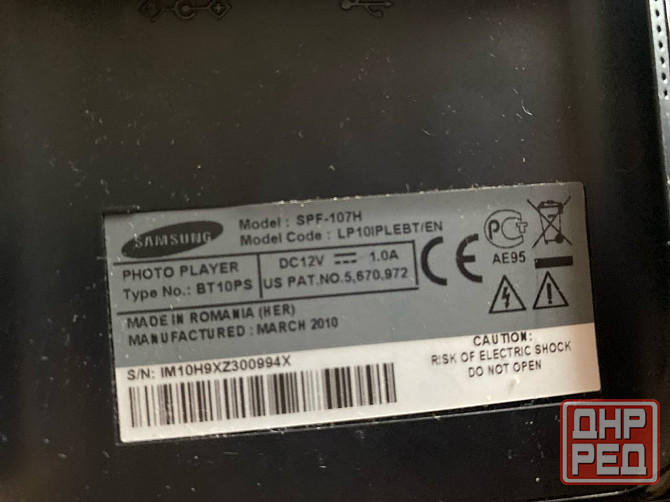 SAMSUNG
Model : SPF-107H
Model Code : LP10IPLEBT/EN
PHOTO PLAYER
Type No.: BT10PS
DC12V 1.0A
US PAT.NO.5,670,972
CE
AE95
MADE IN ROMANIA (HER)
MANUFACTURED : MARCH 2010
S/N: IM10H9XZ300994X
CAUTION:
RISK OF ELECTRIC SHOCK
DO NOT OPEN
ДНР
РЕД